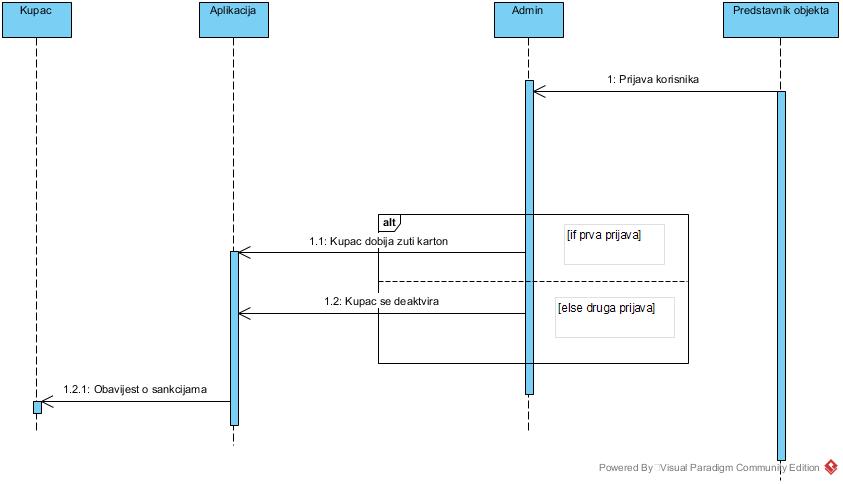 Kupac
Aplikacija
Admin
Predstavnik objekta
1: Prijava korisnika
alt
[if prva prijava]
1.1: Kupac dobija zuti karton
1.2: Kupac se deaktvira
[else druga prijava]
1.2.1: Obavijest o sankcijama
Powered By Visual Paradigm Community Edition